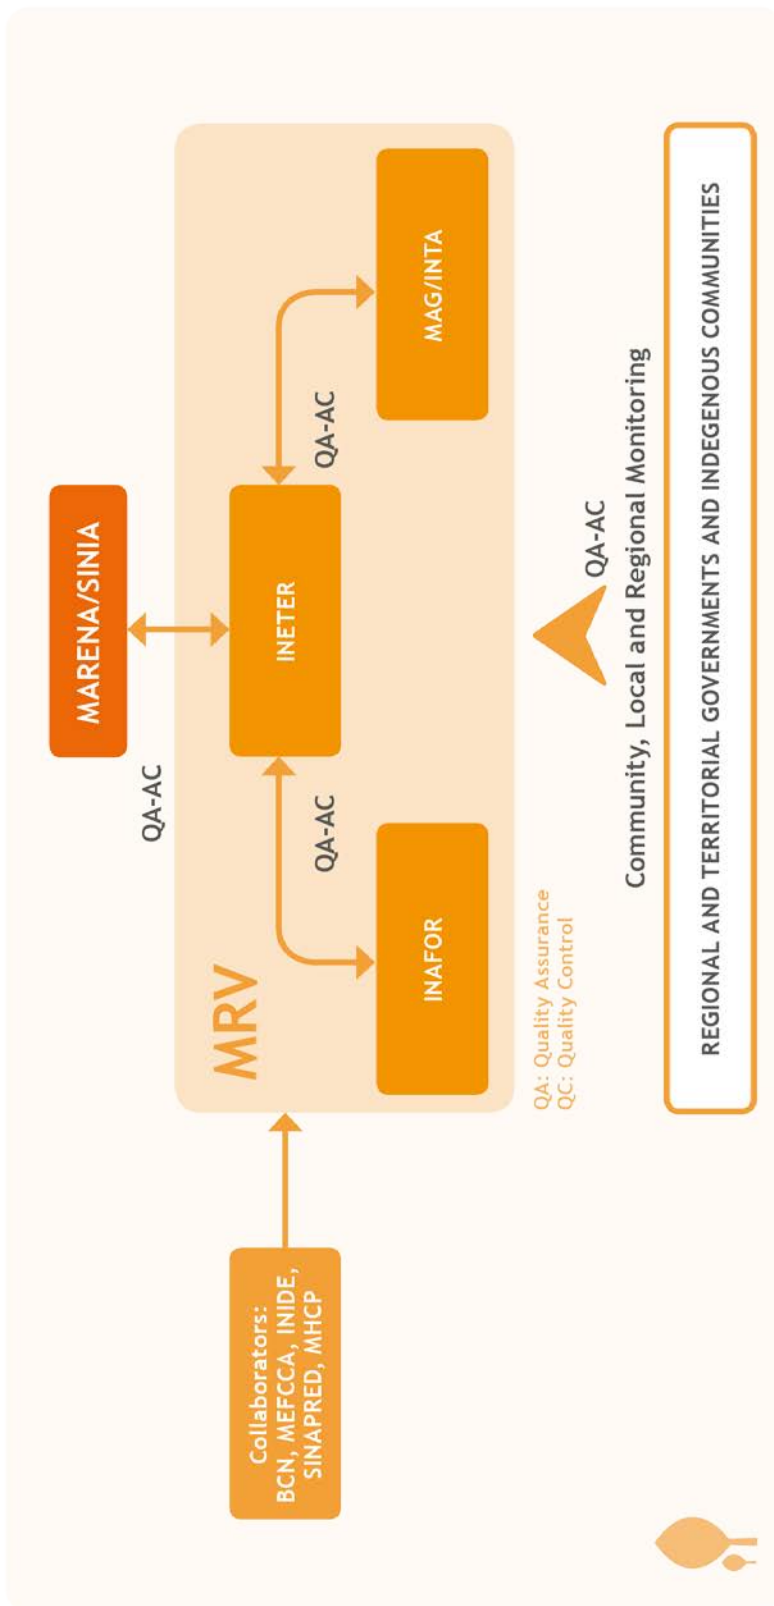 MARENA/SINIA
QA-AC
MRV
INETER
QA-AC
QA-AC
INAFOR
MAG/INTA
Collaborators:
BCN, MEFCCA, INIDE,
SINAPRED, MHCP
QA: Quality Assurance
QC: Quality Control
QA-AC
Community, Local and Regional Monitoring
REGIONAL AND TERRITORIAL GOVERNMENTS AND INDEGENOUS COMMUNITIES